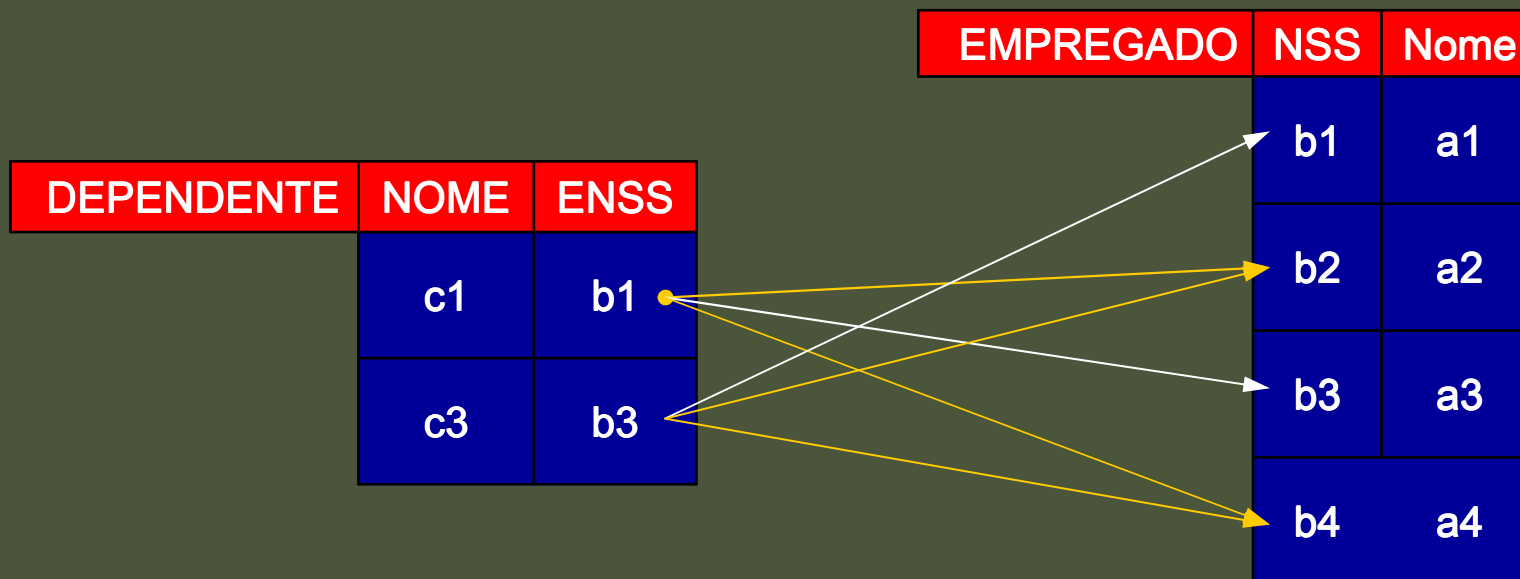 EMPREGADO NSS Nome
b1 a1
b2 a2
b3 a3
b4 a4
DEPENDENTE NOME ENSS
c1 b1
c3 b3